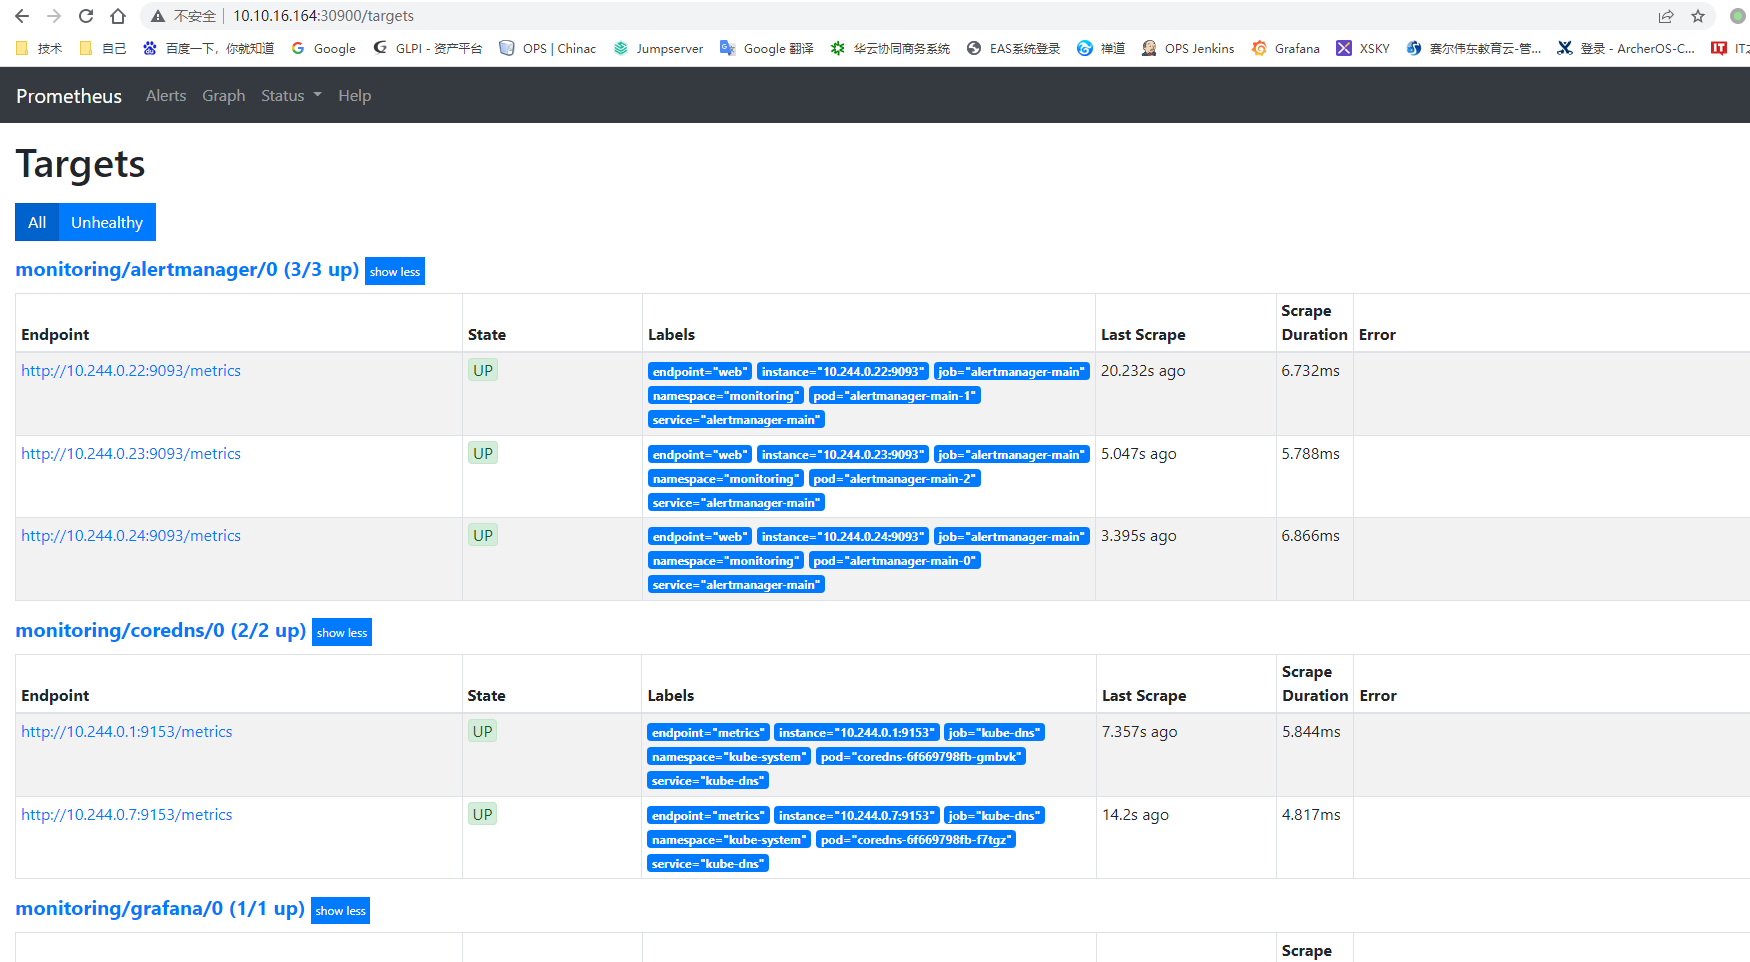 不安全 10.10.16.164:30900/targets
技术 自己 百度一下，你就知道 Google GLPI - 资产平台 OPS | Chinac Jumpserver Google 翻译 华云协同商务系统 EAS系统登录 禅道 OPS Jenkins Grafana XSKY 赛尔伟东教育云-管... 登录 - ArcherOS-C...
Prometheus Alerts Graph Status Help
Targets
All Unhealthy
monitoring/alertmanager/0 (3/3 up) show less
Endpoint State Labels Last Scrape Scrape Duration Error
http://10.244.0.22:9093/metrics UP endpoint="web" instance="10.244.0.22:9093" job="alertmanager-main" 20.232s ago 6.732ms
namespace="monitoring" pod="alertmanager-main-1"
service="alertmanager-main"
http://10.244.0.23:9093/metrics UP endpoint="web" instance="10.244.0.23:9093" job="alertmanager-main" 5.047s ago 5.788ms
namespace="monitoring" pod="alertmanager-main-2"
service="alertmanager-main"
http://10.244.0.24:9093/metrics UP endpoint="web" instance="10.244.0.24:9093" job="alertmanager-main" 3.395s ago 6.866ms
namespace="monitoring" pod="alertmanager-main-0"
service="alertmanager-main"
monitoring/coredns/0 (2/2 up) show less
Endpoint State Labels Last Scrape Scrape Duration Error
http://10.244.0.1:9153/metrics UP endpoint="metrics" instance="10.244.0.1:9153" job="kube-dns" 7.357s ago 5.844ms
namespace="kube-system" pod="coredns-6f669798fb-gmbvk"
service="kube-dns"
http://10.244.0.7:9153/metrics UP endpoint="metrics" instance="10.244.0.7:9153" job="kube-dns" 14.2s ago 4.817ms
namespace="kube-system" pod="coredns-6f669798fb-f7tgz"
service="kube-dns"
monitoring/grafana/0 (1/1 up) show less
Scrape